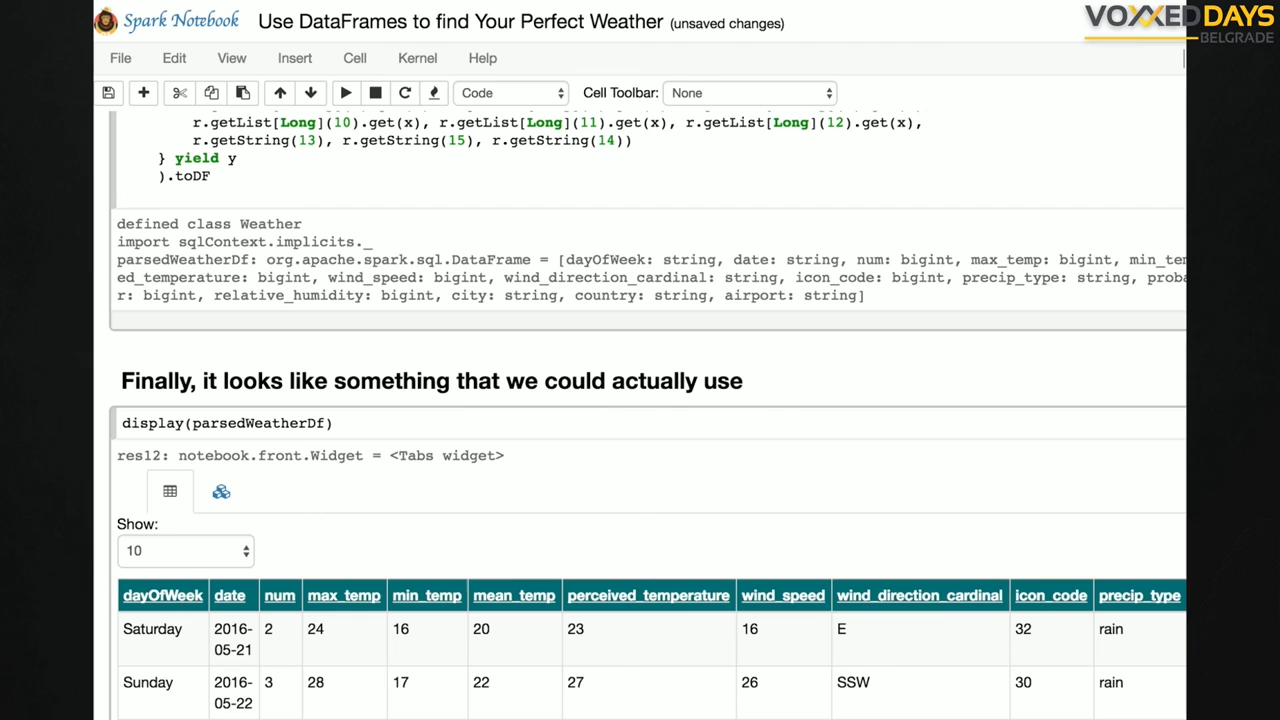 Spark Notebook Use DataFrames to find Your Perfect Weather (unsaved changes)
VOXXEDDAYS
BELGRADE
File Edit View Insert Cell Kernel Help
Code Cell Toolbar: None
r.getList[Long](10).get(x), r.getList[Long](11).get(x), r.getList[Long](12).get(x),
r.getString(13), r.getString(15), r.getString(14))
} yield y
).toDF
defined class Weather
import sqlContext.implicits._
parsedWeatherDf: org.apache.spark.sql.DataFrame = [dayOfWeek: string, date: string, num: bigint, max_temp: bigint, min_tem
ed_temperature: bigint, wind_speed: bigint, wind_direction_cardinal: string, icon_code: bigint, precip_type: string, proba
r: bigint, relative_humidity: bigint, city: string, country: string, airport: string]
Finally, it looks like something that we could actually use
display(parsedWeatherDf)
res12: notebook.front.Widget = <Tabs widget>
Show:
10
dayOfWeek date num max_temp min_temp mean_temp perceived_temperature wind_speed wind_direction_cardinal icon_code precip_type
Saturday 2016-05-21 2 24 16 20 23 16 E 32 rain
Sunday 2016-05-22 3 28 17 22 27 26 SSW 30 rain